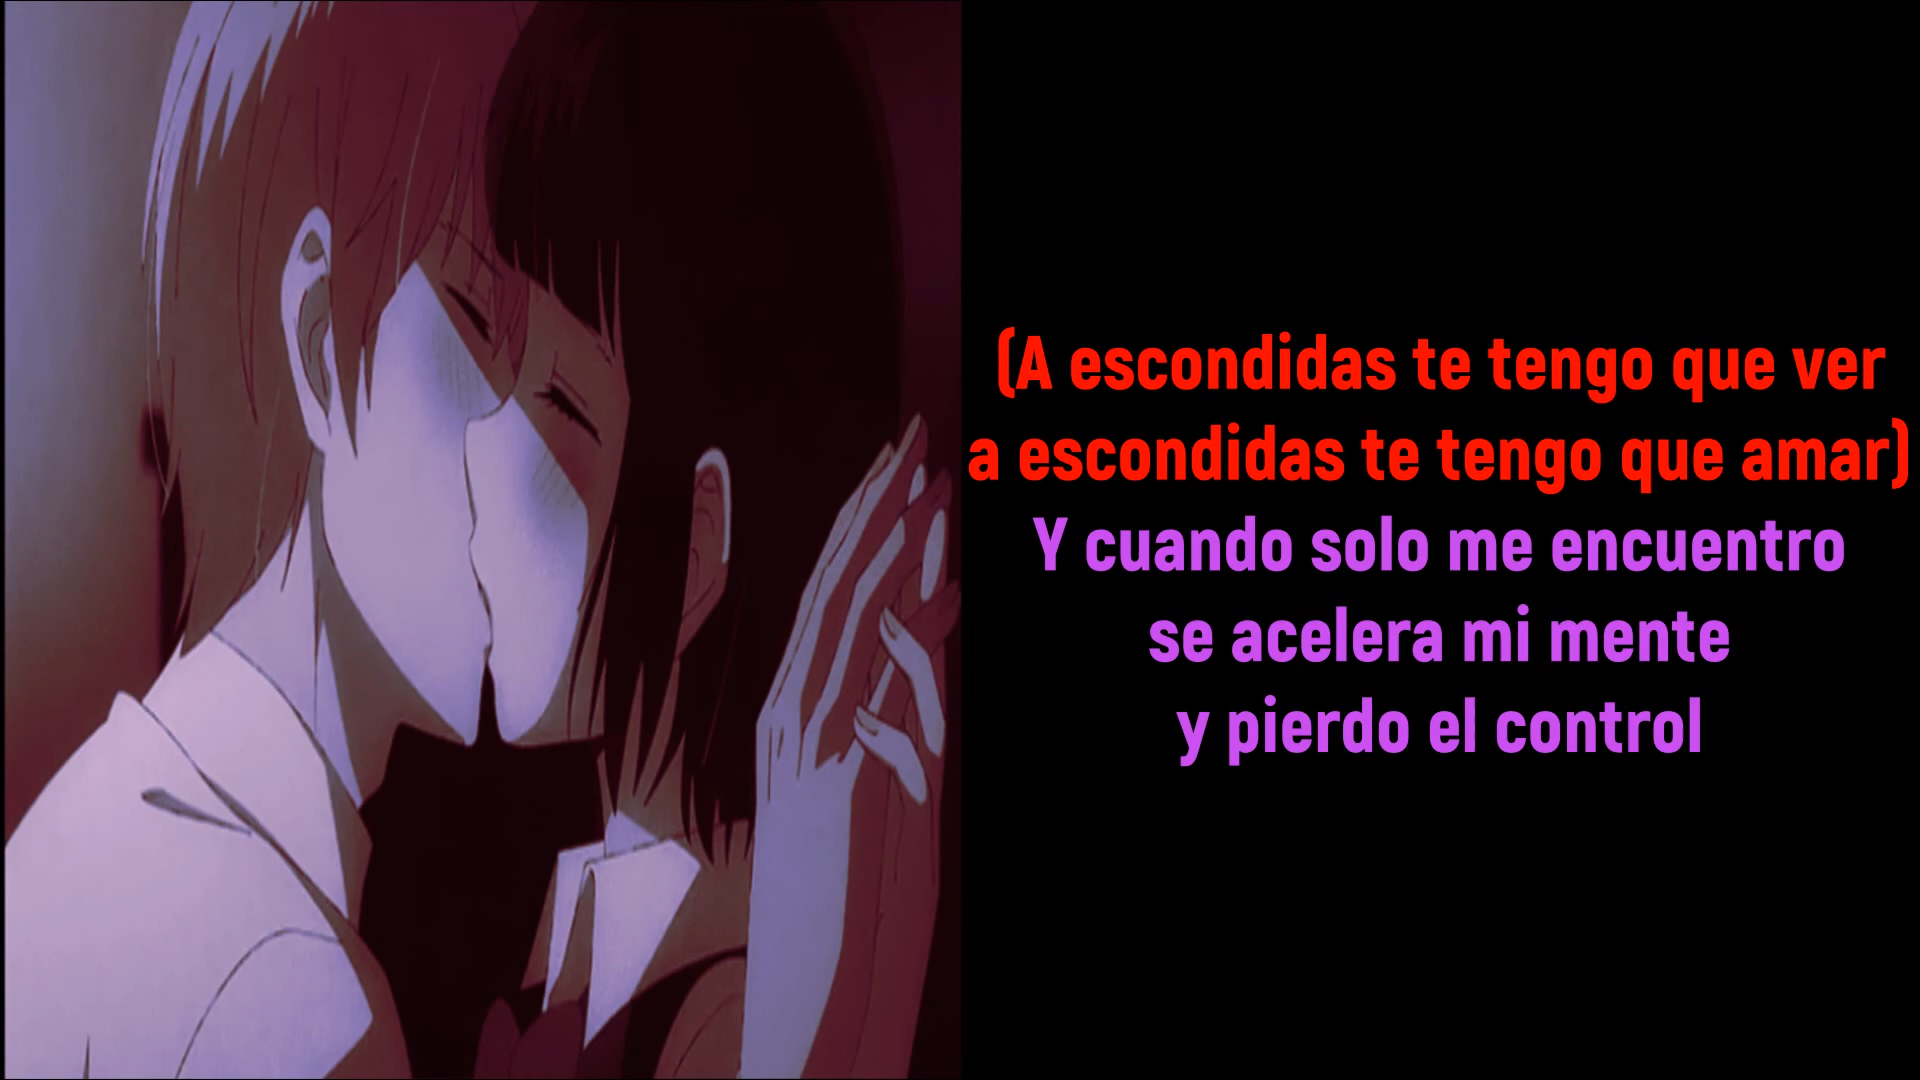 (A escondidas te tengo que ver
a escondidas te tengo que amar)
Y cuando solo me encuentro
se acelera mi mente
y pierdo el control